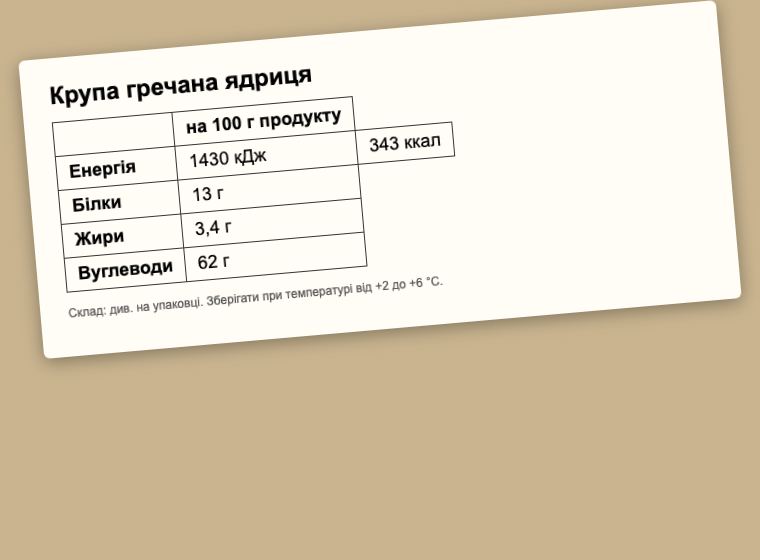 Крупа гречана ядриця
на 100 г продукту
Енергія 1430 кДж 343 ккал
Білки 13 г
Жири 3,4 г
Вуглеводи 62 г
Склад: див. на упаковці. Зберігати при температурі від +2 до +6 °C.